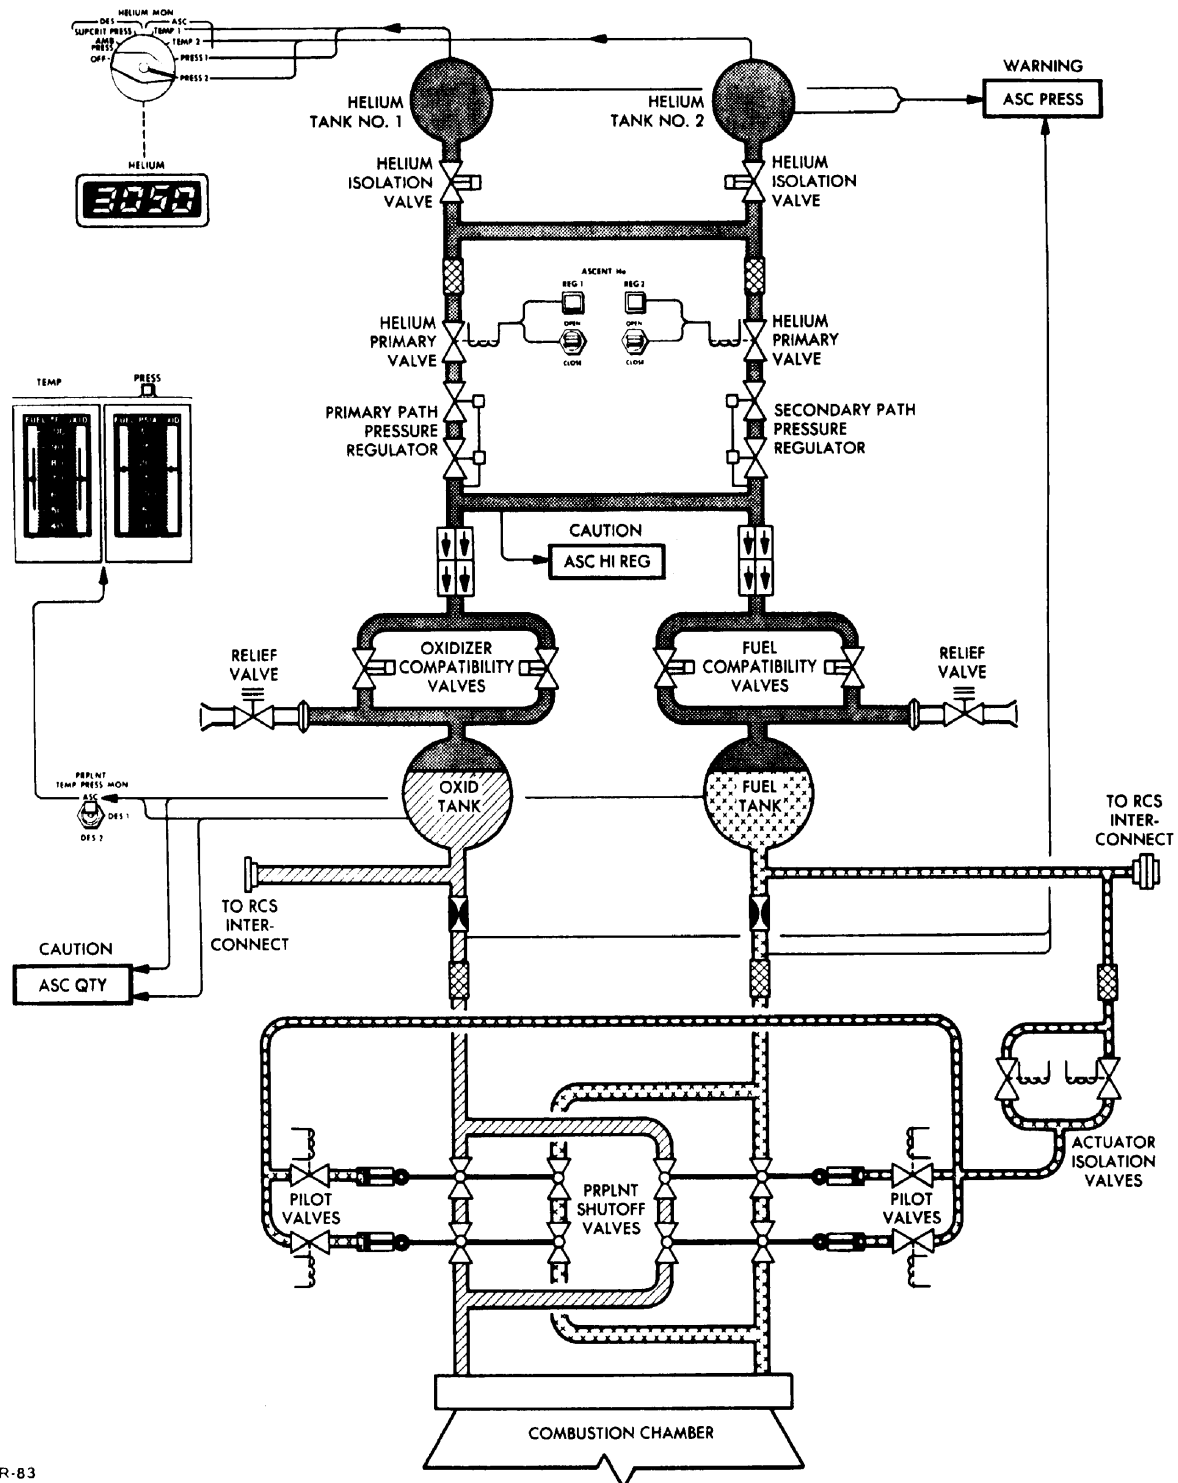 HELIUM MON
DES
ASC
SUPCRIT PRESS
TEMP 1
AMB
PRESS
TEMP 2
OFF
PRESS 1
PRESS 2
HELIUM
3050
HELIUM
TANK NO. 1
HELIUM
TANK NO. 2
WARNING
ASC PRESS
HELIUM
ISOLATION
VALVE
HELIUM
ISOLATION
VALVE
ASCENT He
REG 1
REG 2
OPEN
OPEN
CLOSE
CLOSE
HELIUM
PRIMARY
VALVE
HELIUM
PRIMARY
VALVE
TEMP
PRESS
PRIMARY PATH
PRESSURE
REGULATOR
SECONDARY PATH
PRESSURE
REGULATOR
CAUTION
ASC HI REG
OXIDIZER
COMPATIBILITY
VALVES
FUEL
COMPATIBILITY
VALVES
RELIEF
VALVE
RELIEF
VALVE
OXID
TANK
FUEL
TANK
PRPLNT
TEMP PRESS MON
ASC
DES 1
DES 2
TO RCS
INTER-
CONNECT
TO RCS
INTER-
CONNECT
CAUTION
ASC QTY
ACTUATOR
ISOLATION
VALVES
PILOT
VALVES
PRPLNT
SHUTOFF
VALVES
PILOT
VALVES
COMBUSTION CHAMBER
R-83